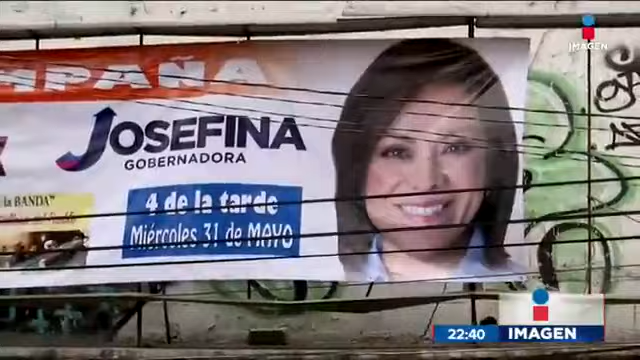 IMAGEN
MPAÑA
JOSEFINA
GOBERNADORA
la BANDA"
4 de la tarde
Miércoles 31 de MAYO
22:40 IMAGEN